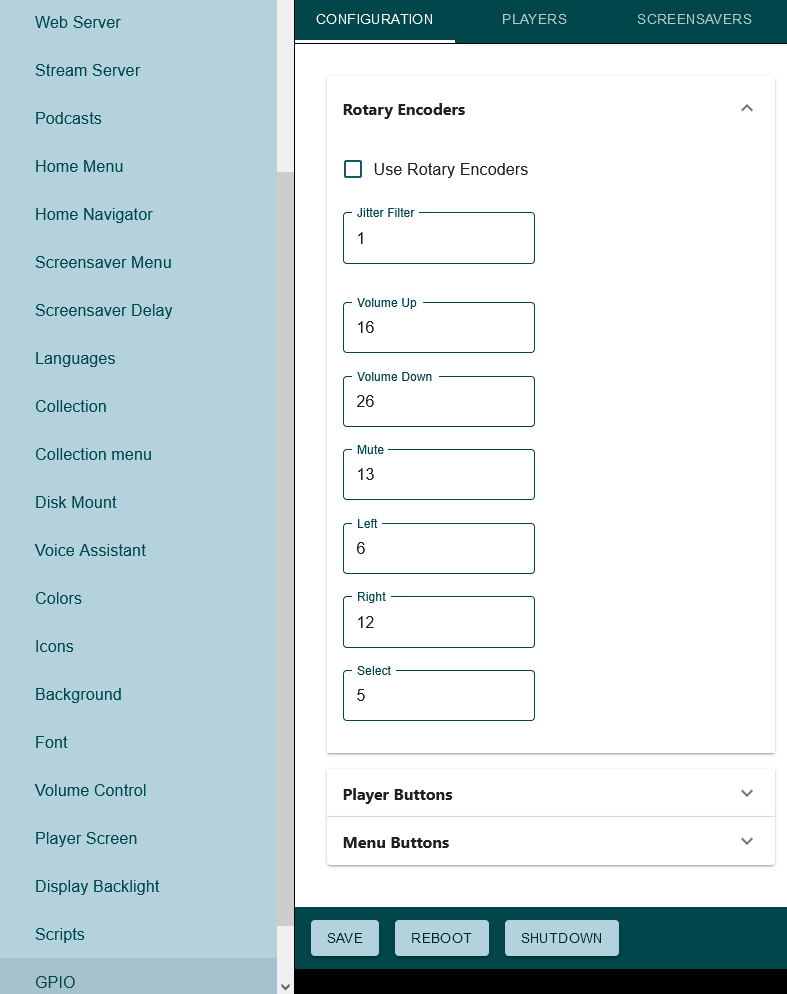 Web Server
Stream Server
Podcasts
Home Menu
Home Navigator
Screensaver Menu
Screensaver Delay
Languages
Collection
Collection menu
Disk Mount
Voice Assistant
Colors
Icons
Background
Font
Volume Control
Player Screen
Display Backlight
Scripts
GPIO
CONFIGURATION PLAYERS SCREENSAVERS
Rotary Encoders
Use Rotary Encoders
Jitter Filter
1
Volume Up
16
Volume Down
26
Mute
13
Left
6
Right
12
Select
5
Player Buttons
Menu Buttons
SAVE REBOOT SHUTDOWN